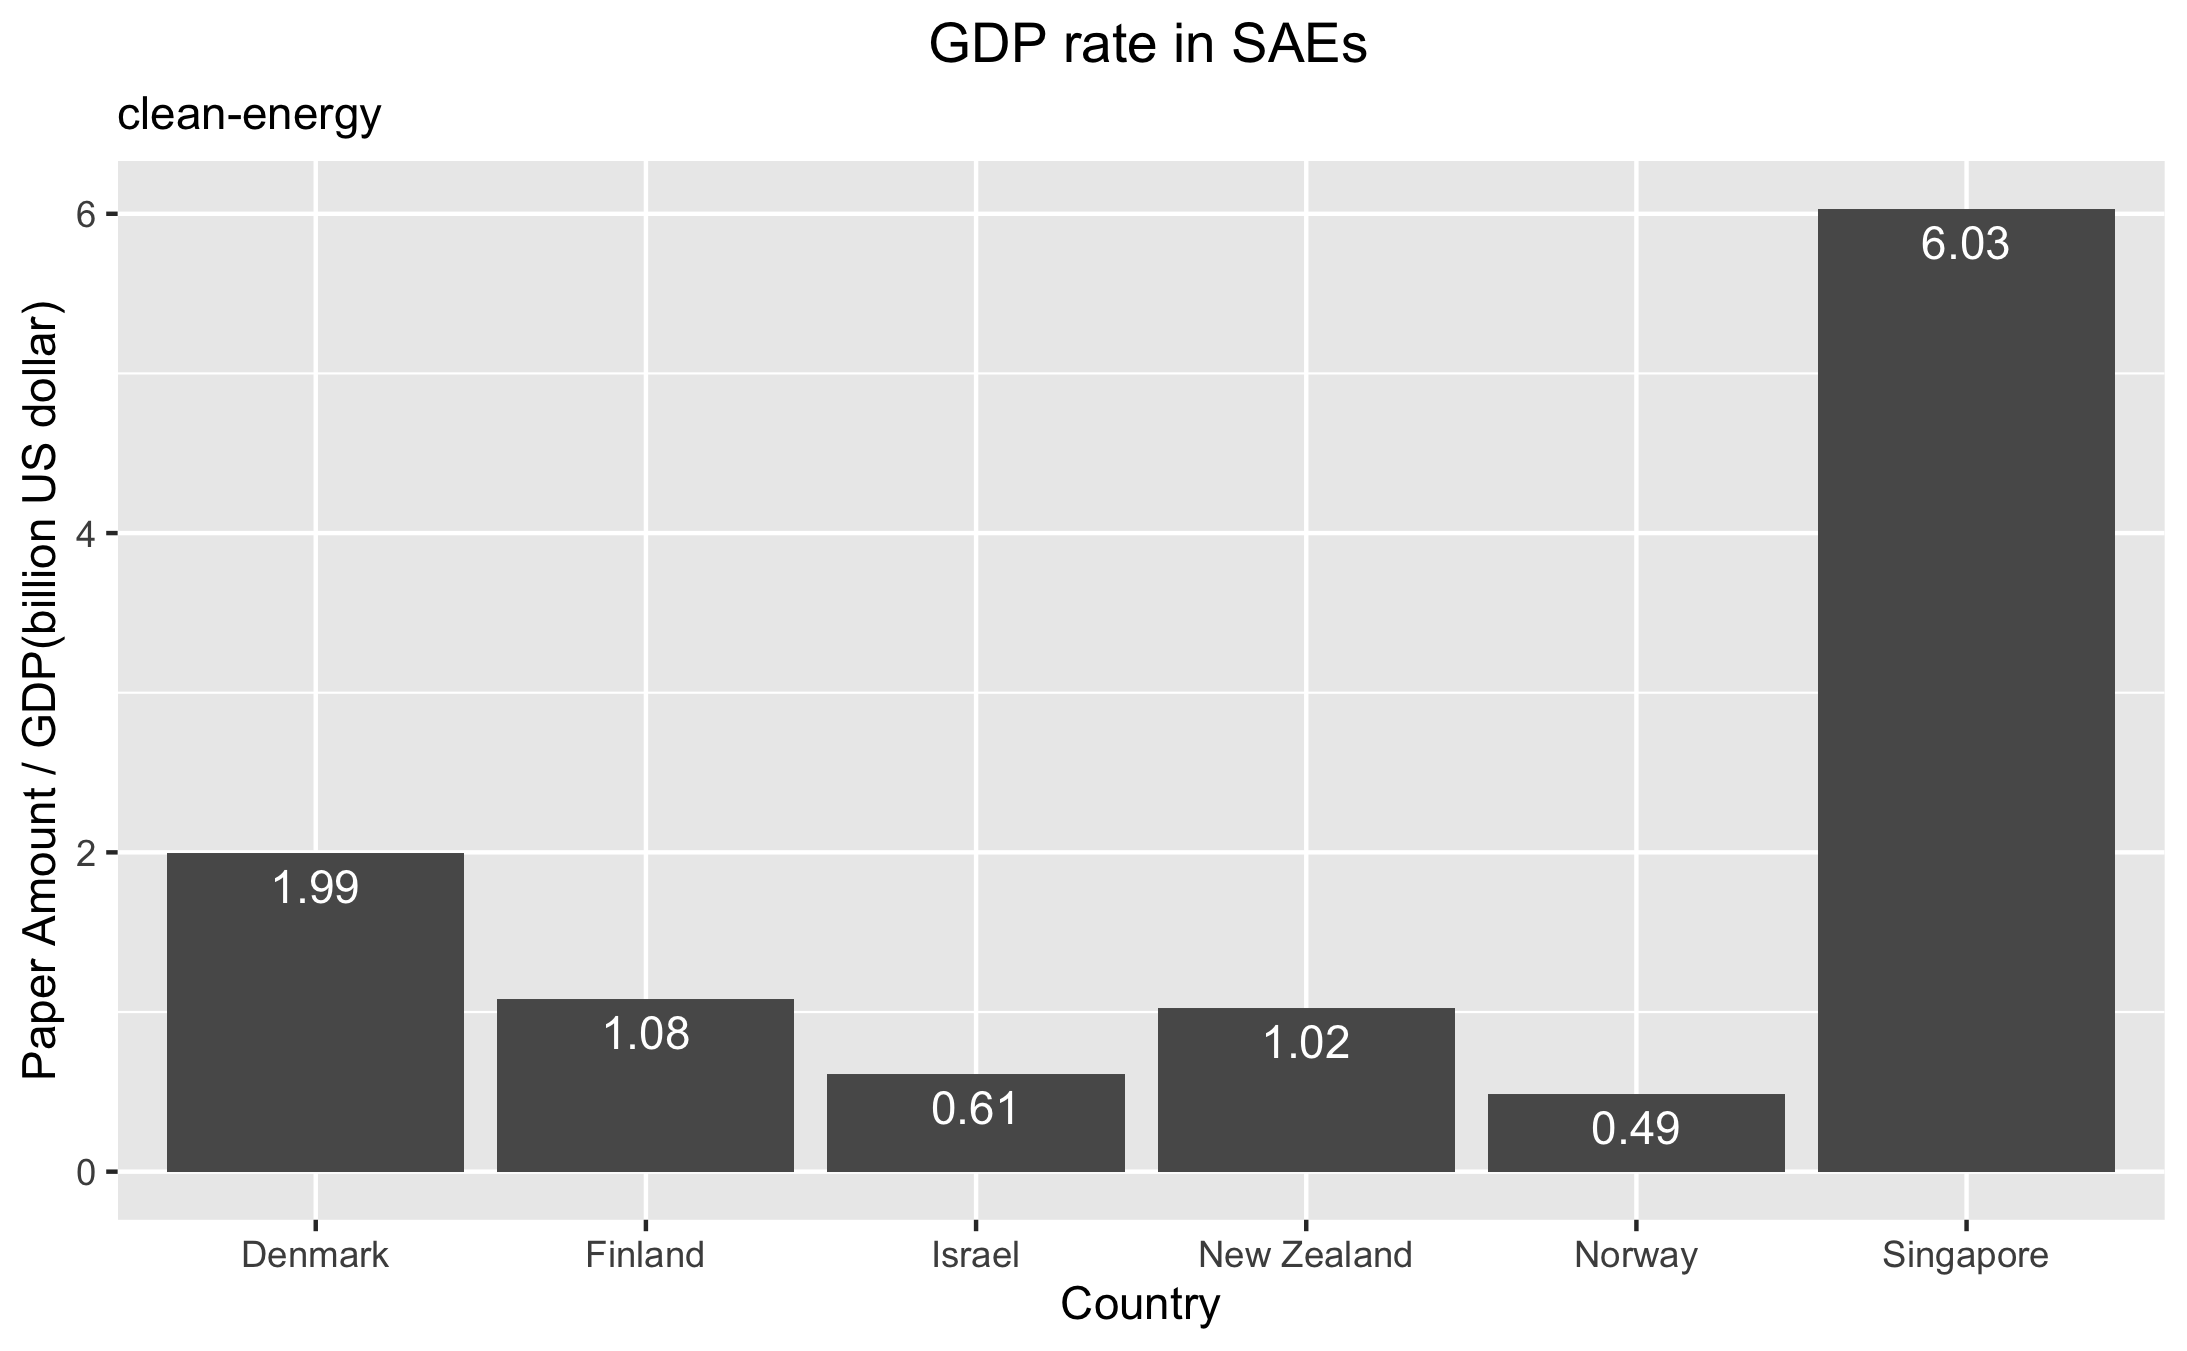 GDP rate in SAEs
clean-energy
Paper Amount / GDP(billion US dollar)
6
4
2
0
1.99
1.08
0.61
1.02
0.49
6.03
Denmark
Finland
Israel
New Zealand
Norway
Singapore
Country